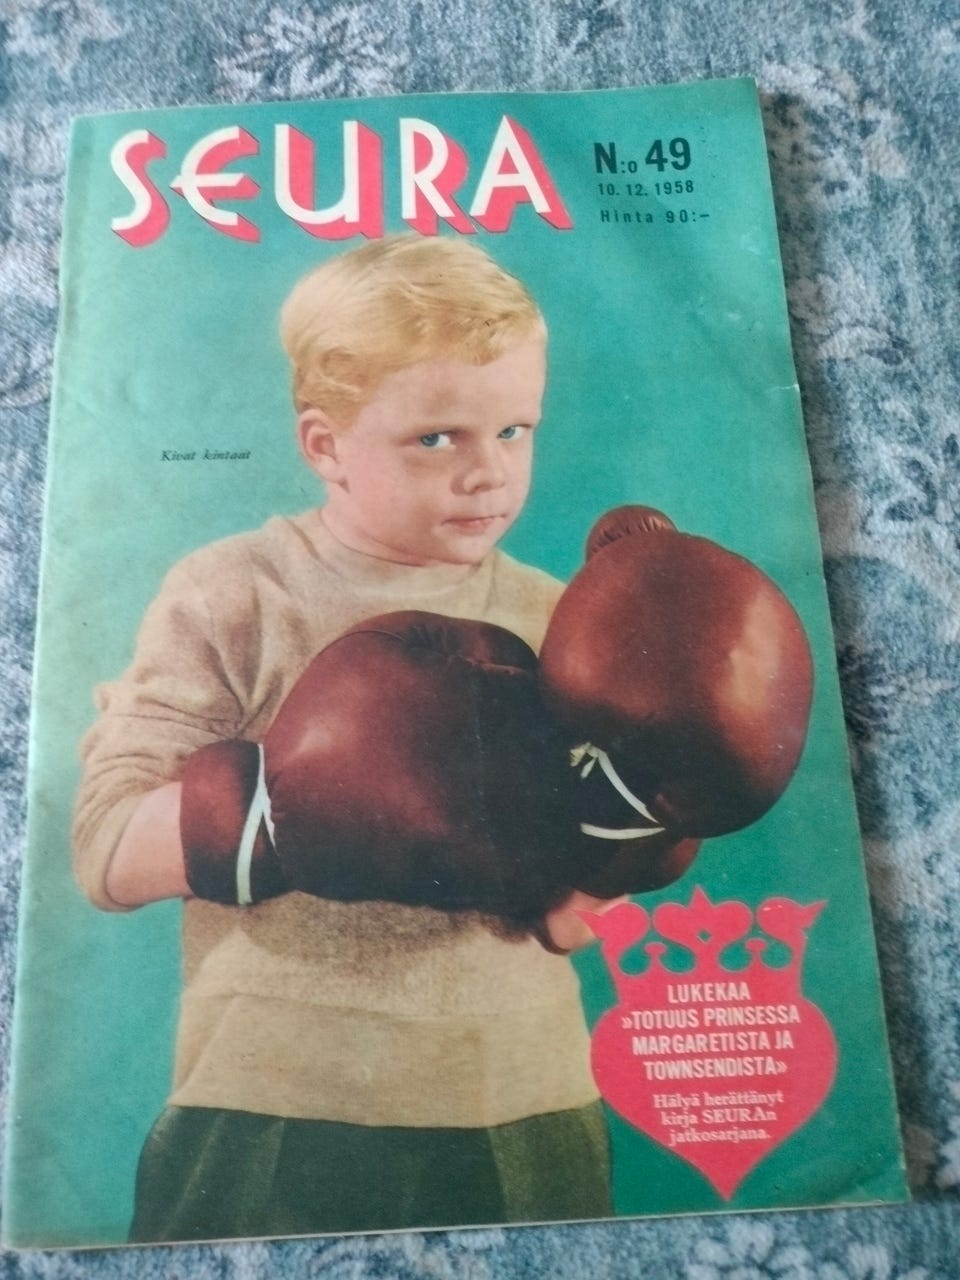 SEURA
N:o 49
10. 12. 1958
Hinta 90:-
Kivat kintaat
LUKEKAA
»TOTUUS PRINSESSA
MARGARETISTA JA
TOWNSENDISTA»
Hälyä herättänyt
kirja SEURAn
jatkosarjana.